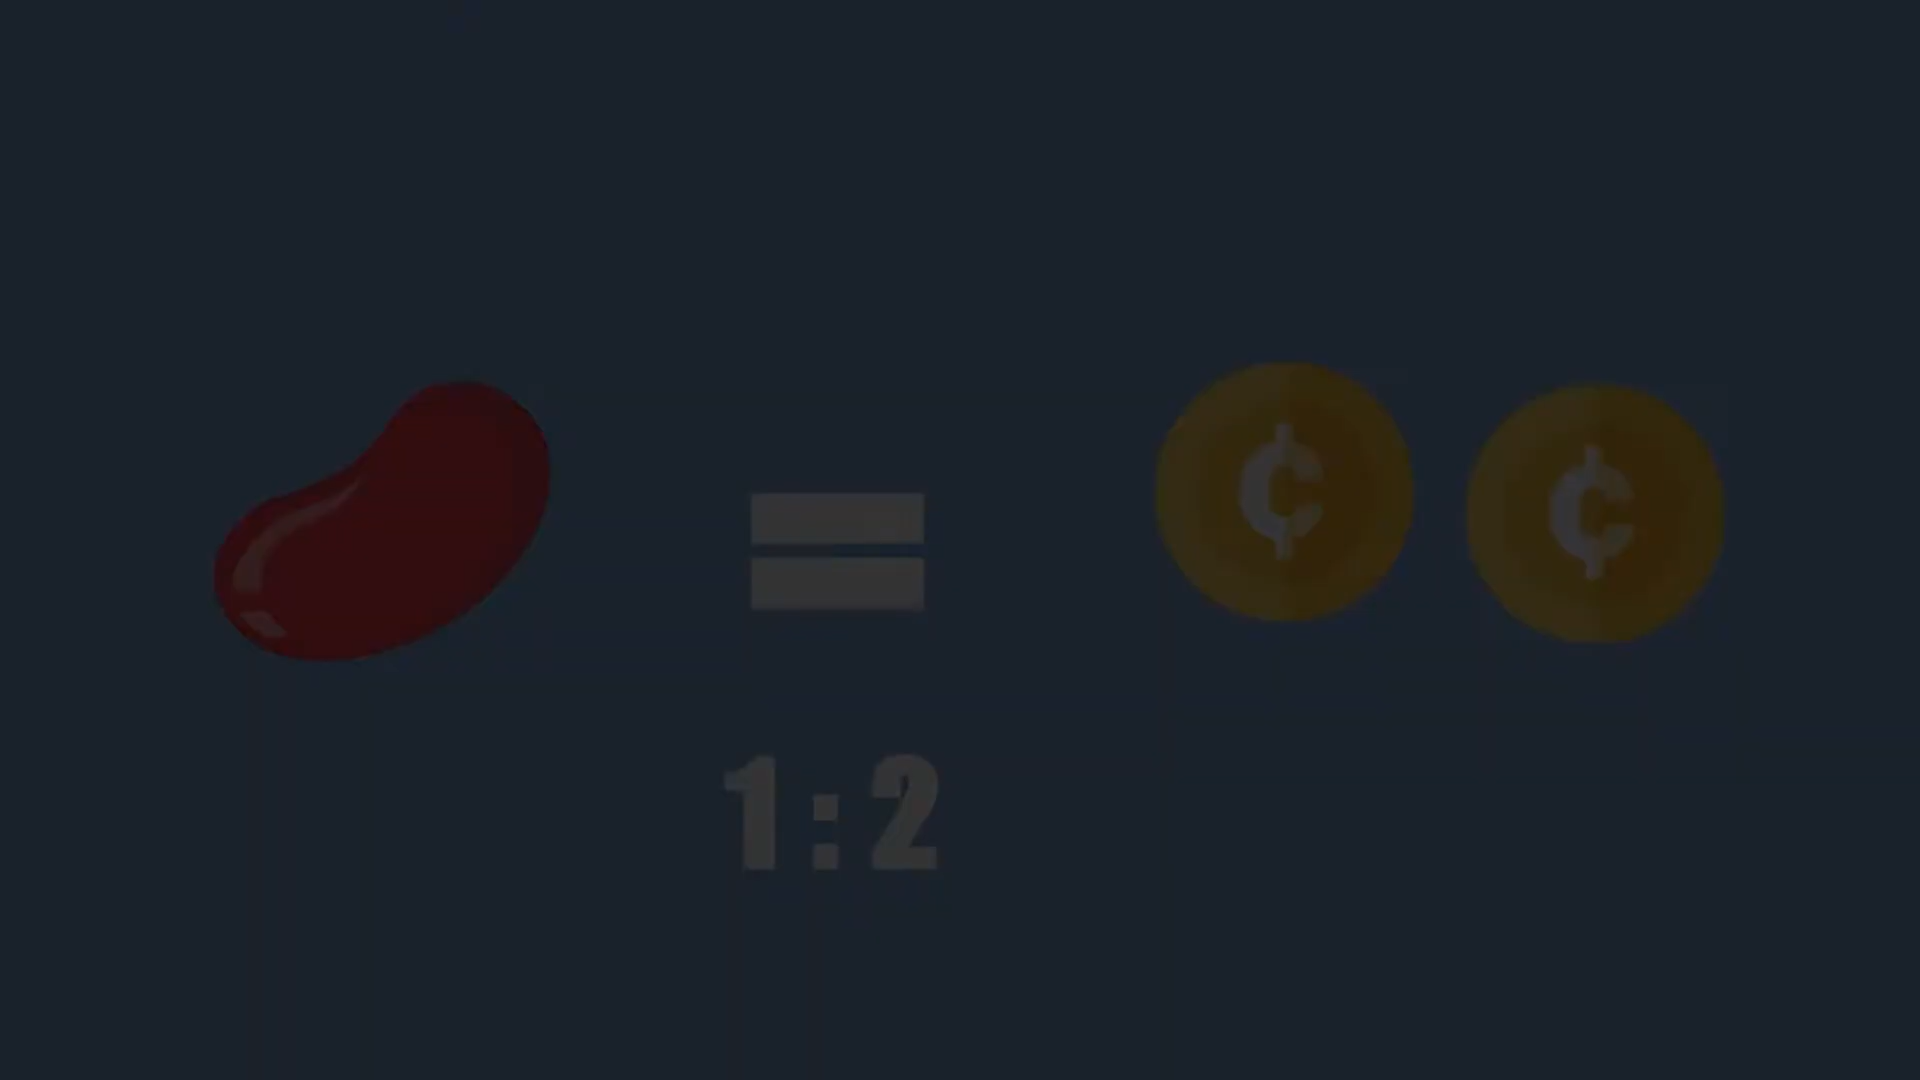 = ¢ ¢
1:2